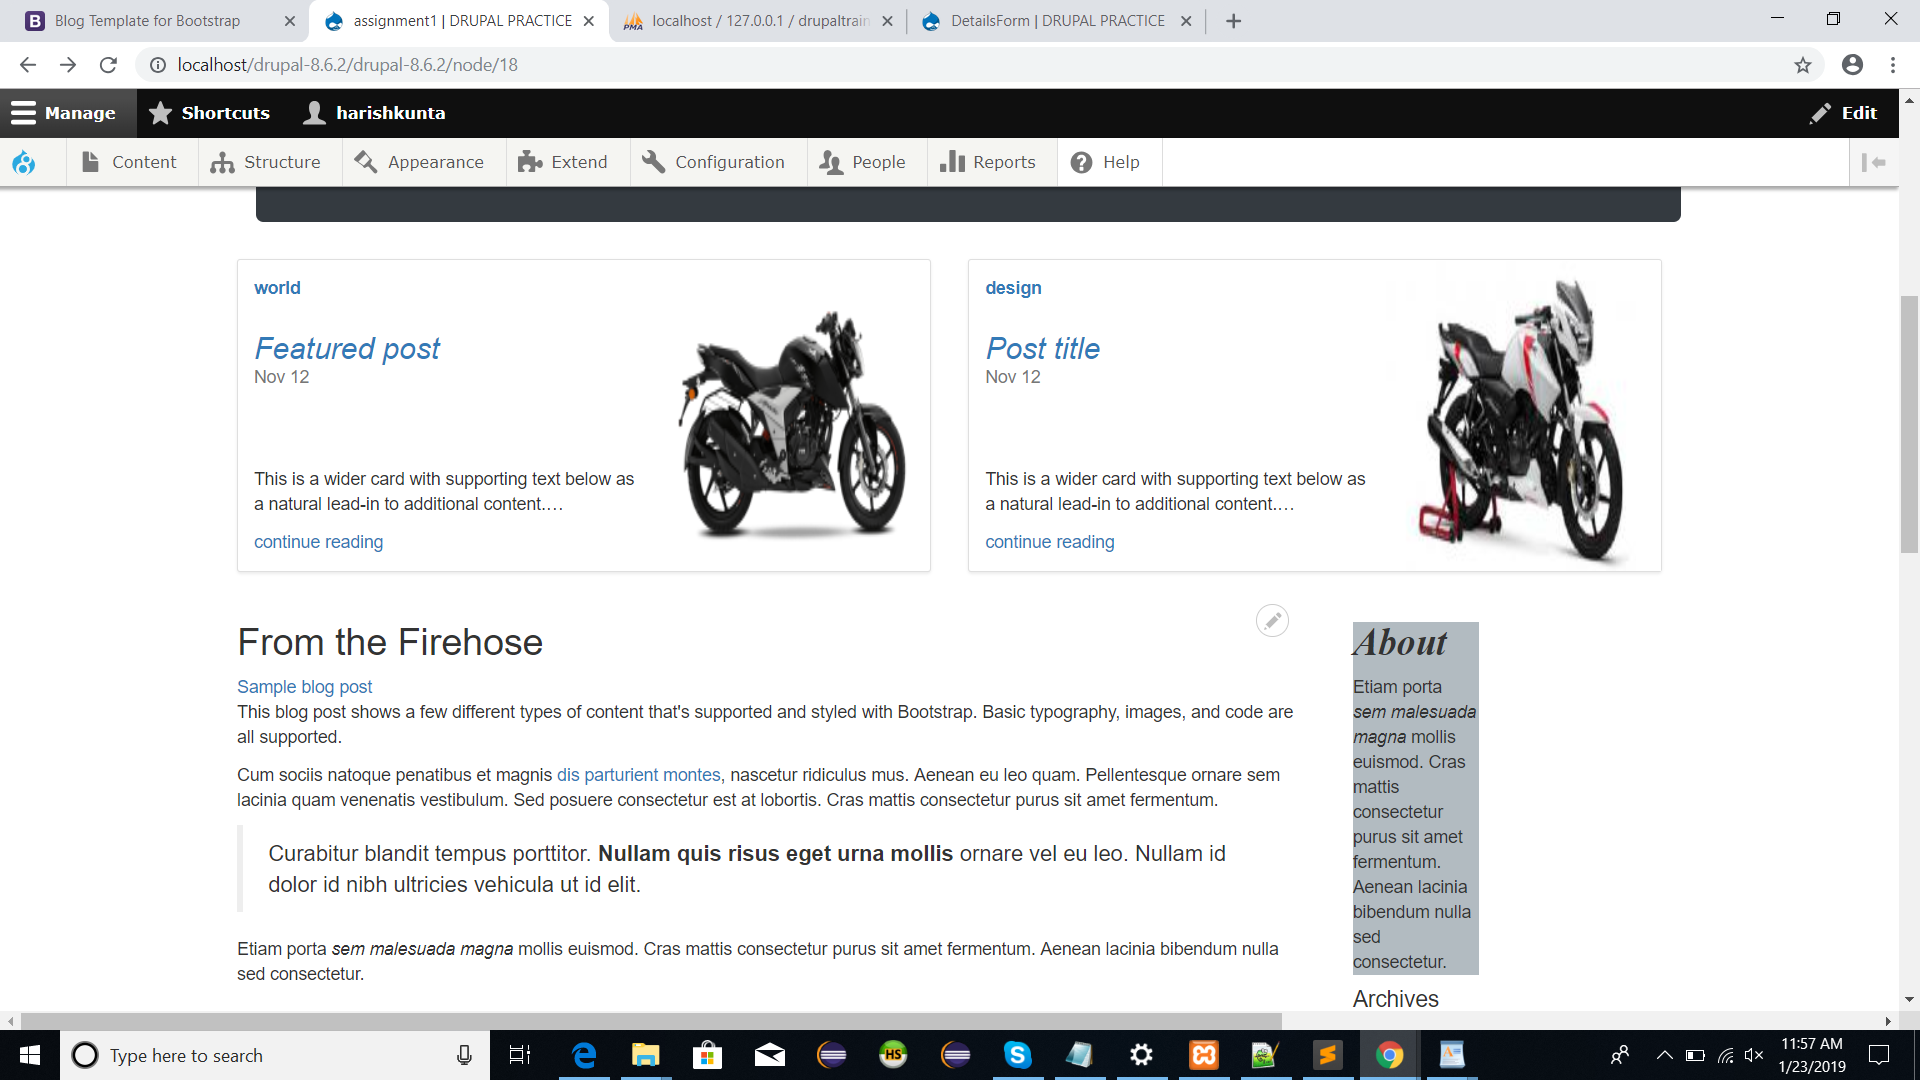 Blog Template for Bootstrap
assignment1 | DRUPAL PRACTICE
localhost / 127.0.0.1 / drupaltrain
DetailsForm | DRUPAL PRACTICE
localhost/drupal-8.6.2/drupal-8.6.2/node/18
Manage
Shortcuts
harishkunta
Edit
Content
Structure
Appearance
Extend
Configuration
People
Reports
Help
world
Featured post
Nov 12
This is a wider card with supporting text below as
a natural lead-in to additional content.…
continue reading
design
Post title
Nov 12
This is a wider card with supporting text below as
a natural lead-in to additional content.…
continue reading
From the Firehose
Sample blog post
This blog post shows a few different types of content that's supported and styled with Bootstrap. Basic typography, images, and code are
all supported.
Cum sociis natoque penatibus et magnis dis parturient montes, nascetur ridiculus mus. Aenean eu leo quam. Pellentesque ornare sem
lacinia quam venenatis vestibulum. Sed posuere consectetur est at lobortis. Cras mattis consectetur purus sit amet fermentum.
Curabitur blandit tempus porttitor. Nullam quis risus eget urna mollis ornare vel eu leo. Nullam id
dolor id nibh ultricies vehicula ut id elit.
Etiam porta sem malesuada magna mollis euismod. Cras mattis consectetur purus sit amet fermentum. Aenean lacinia bibendum nulla
sed consectetur.
About
Etiam porta
sem malesuada
magna mollis
euismod. Cras
mattis
consectetur
purus sit amet
fermentum.
Aenean lacinia
bibendum nulla
sed
consectetur.
Archives
Type here to search
11:57 AM
1/23/2019